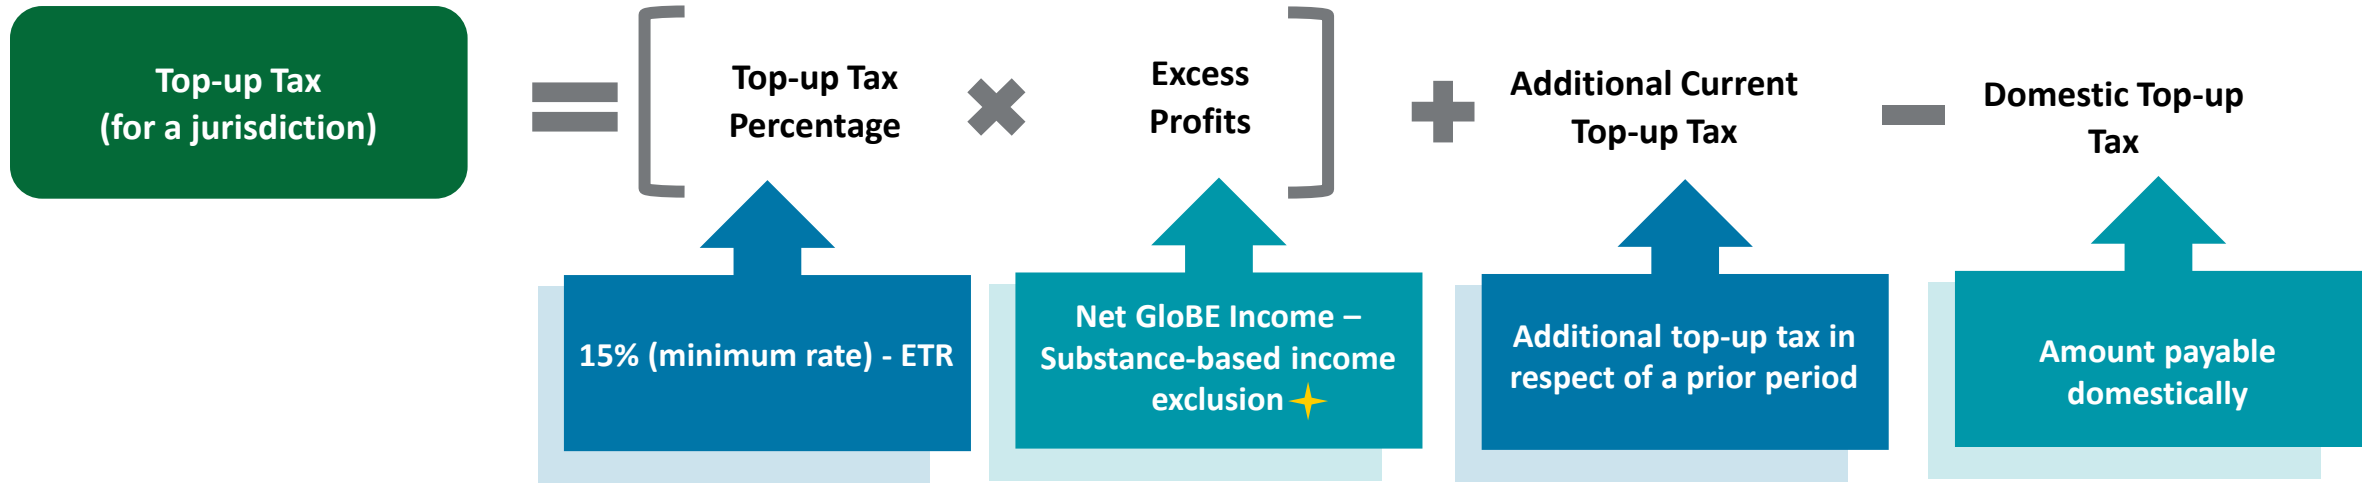 Top-up Tax
(for a jurisdiction)
Top-up Tax
Percentage
Excess
Profits
Additional Current
Top-up Tax
Domestic Top-up
Tax
15% (minimum rate) - ETR
Net GloBE Income –
Substance-based income
exclusion
Additional top-up tax in
respect of a prior period
Amount payable
domestically